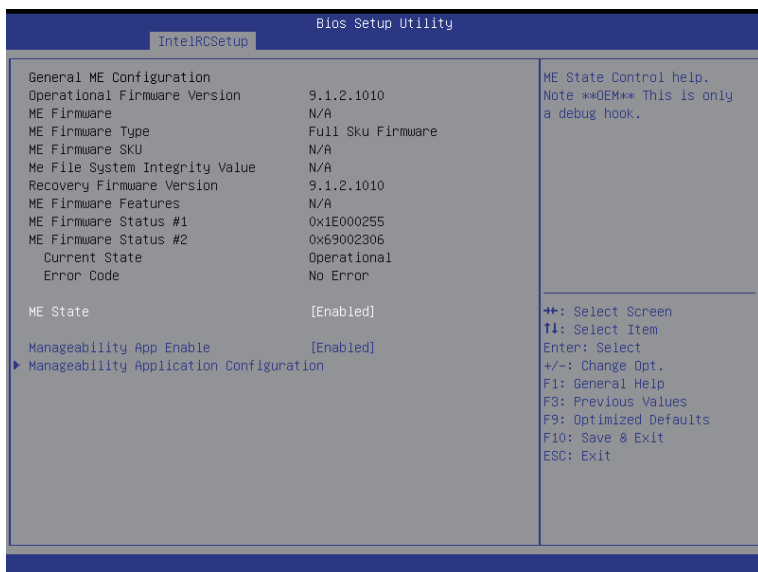 Bios Setup Utility
IntelRCSetup
General ME Configuration
Operational Firmware Version 9.1.2.1010
ME Firmware N/A
ME Firmware Type Full Sku Firmware
ME Firmware SKU N/A
Me File System Integrity Value N/A
Recovery Firmware Version 9.1.2.1010
ME Firmware Features N/A
ME Firmware Status #1 0x1E000255
ME Firmware Status #2 0x69002306
Current State Operational
Error Code No Error
ME State [Enabled]
Manageability App Enable [Enabled]
Manageability Application Configuration
ME State Control help.
Note **OEM** This is only
a debug hook.
→←: Select Screen
↑↓: Select Item
Enter: Select
+/-: Change Opt.
F1: General Help
F3: Previous Values
F9: Optimized Defaults
F10: Save & Exit
ESC: Exit